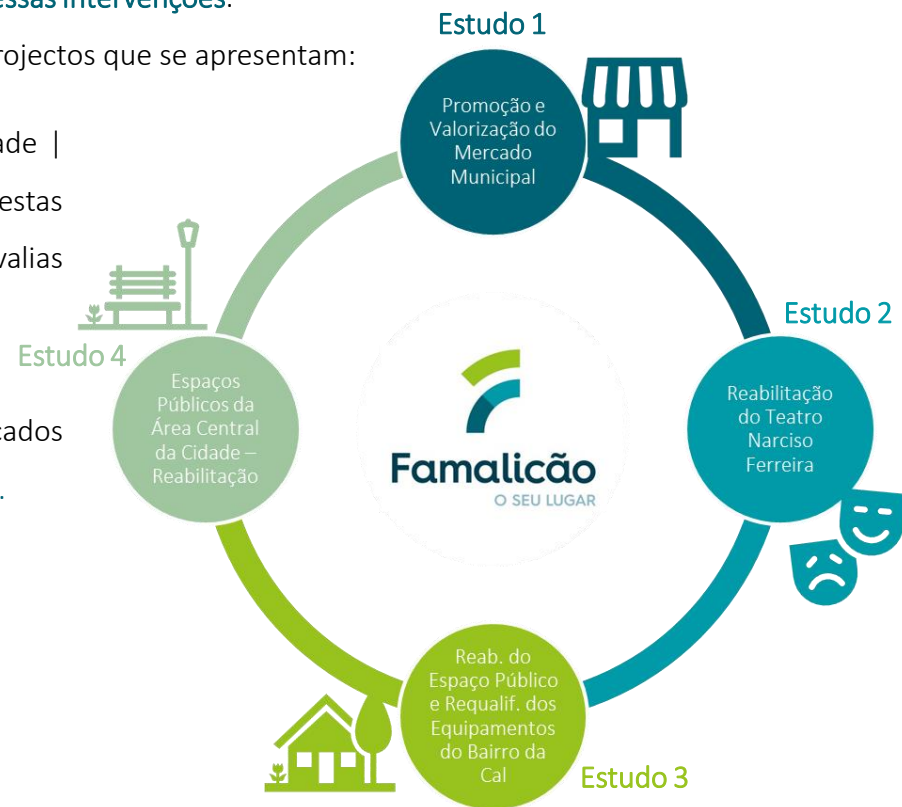 essas intervenções.
rojectos que se apresentam:
ade |
estas
valias
cados
.
Estudo 1
Promoção e
Valorização do
Mercado
Municipal
Estudo 2
Reabilitação
do Teatro
Narciso
Ferreira
Reab. do
Espaço Público
e Requalif. dos
Equipamentos
do Bairro da
Cal
Estudo 3
Estudo 4
Espaços
Públicos da
Área Central
da Cidade –
Reabilitação
Famalicão
O SEU LUGAR